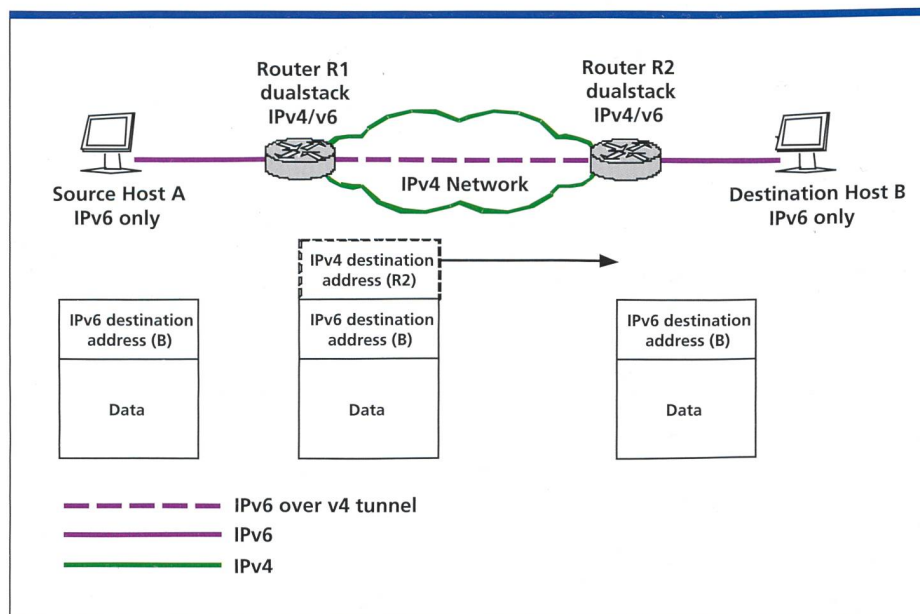 Router R1
dualstack
IPv4/v6
Router R2
dualstack
IPv4/v6
Source Host A
IPv6 only
IPv4 Network
Destination Host B
IPv6 only
IPv4 destination
address (R2)
IPv6 destination
address (B)
Data
IPv6 destination
address (B)
Data
IPv6 destination
address (B)
Data
IPv6 over v4 tunnel
IPv6
IPv4